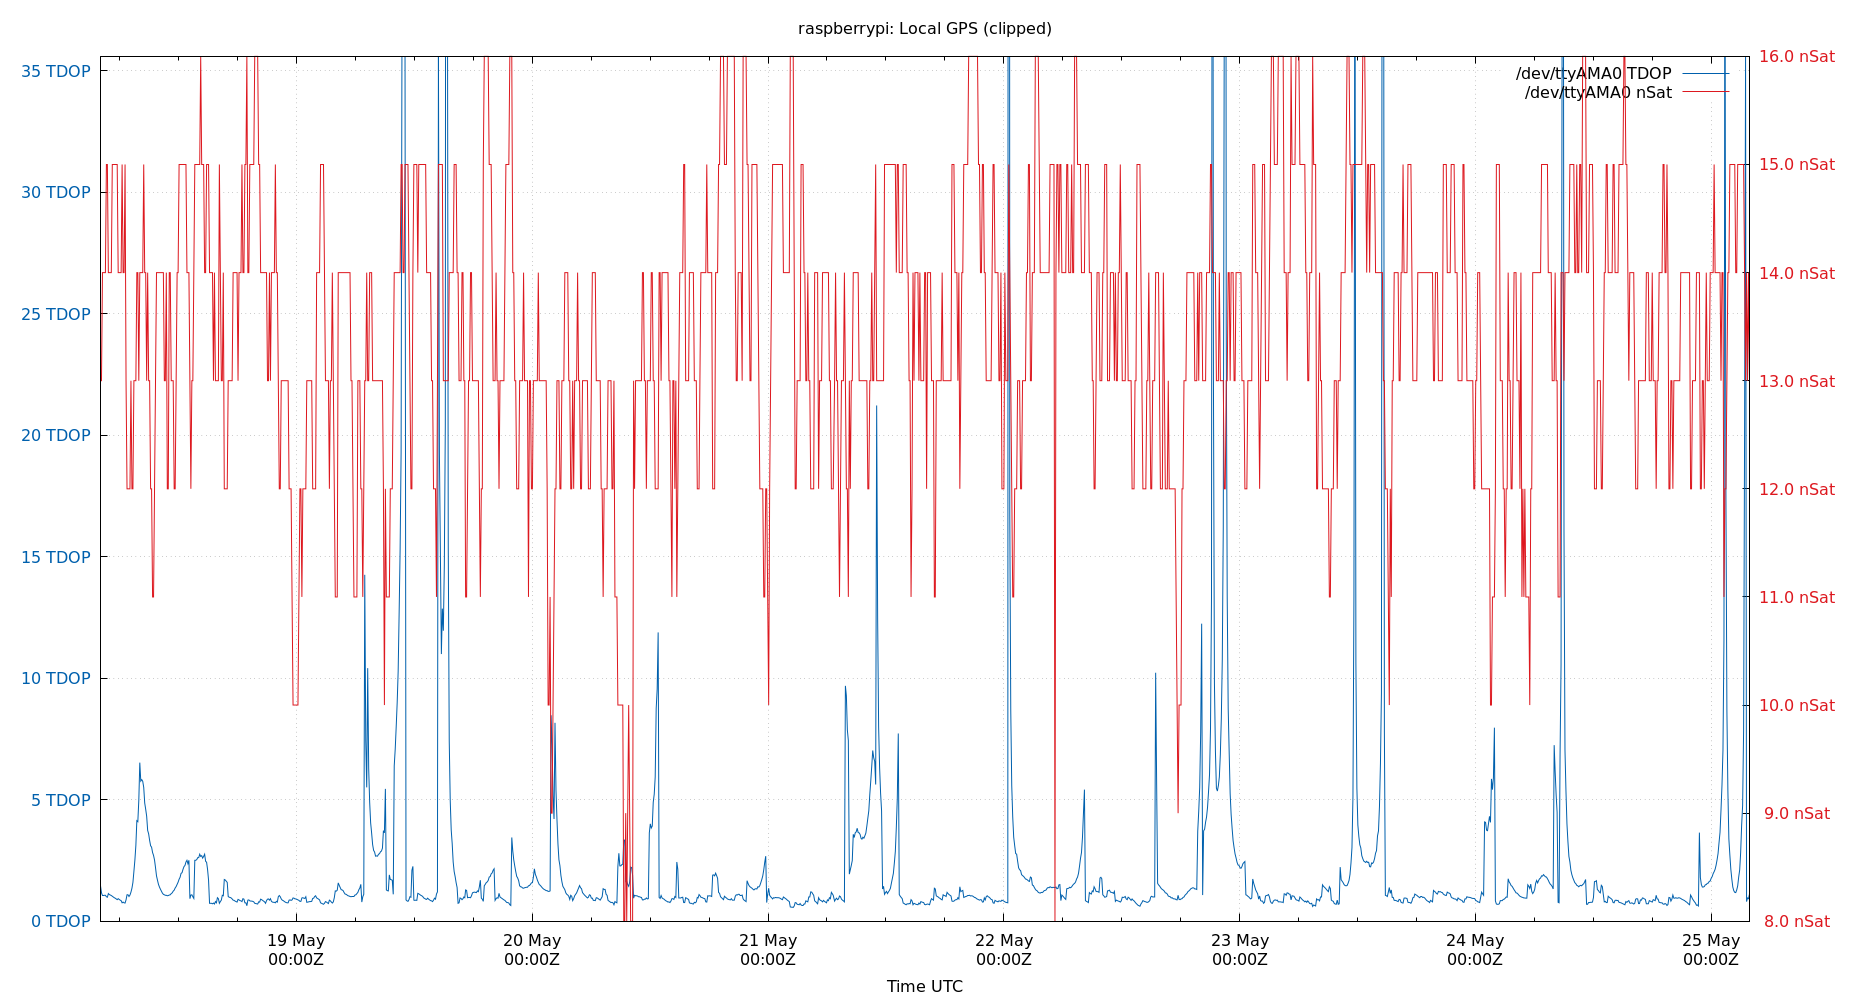 raspberrypi: Local GPS (clipped)
35 TDOP
30 TDOP
25 TDOP
20 TDOP
15 TDOP
10 TDOP
5 TDOP
0 TDOP
16.0 nSat
15.0 nSat
14.0 nSat
13.0 nSat
12.0 nSat
11.0 nSat
10.0 nSat
9.0 nSat
8.0 nSat
/dev/ttyAMA0 TDOP
/dev/ttyAMA0 nSat
19 May
00:00Z
20 May
00:00Z
21 May
00:00Z
22 May
00:00Z
23 May
00:00Z
24 May
00:00Z
25 May
00:00Z
Time UTC